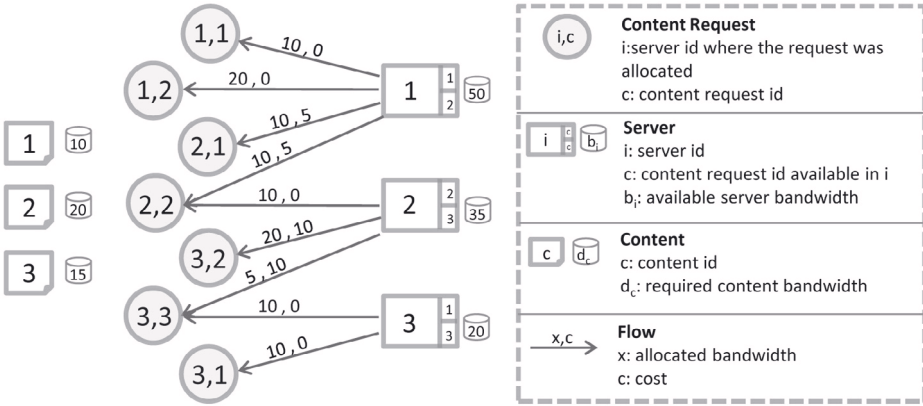 1 10
2 20
3 15
1,1
1,2
2,1
2,2
3,2
3,3
3,1
10 , 0
20 , 0
10 , 5
10 , 5
10 , 0
20 , 10
5 , 10
10 , 0
10 , 0
1 1 2 50
2 2 3 35
3 1 3 20
i,c
Content Request
i:server id where the request was
allocated
c: content request id
i c c bi
Server
i: server id
c: content request id available in i
bi: available server bandwidth
c dc
Content
c: content id
dc: required content bandwidth
x,c
Flow
x: allocated bandwidth
c: cost